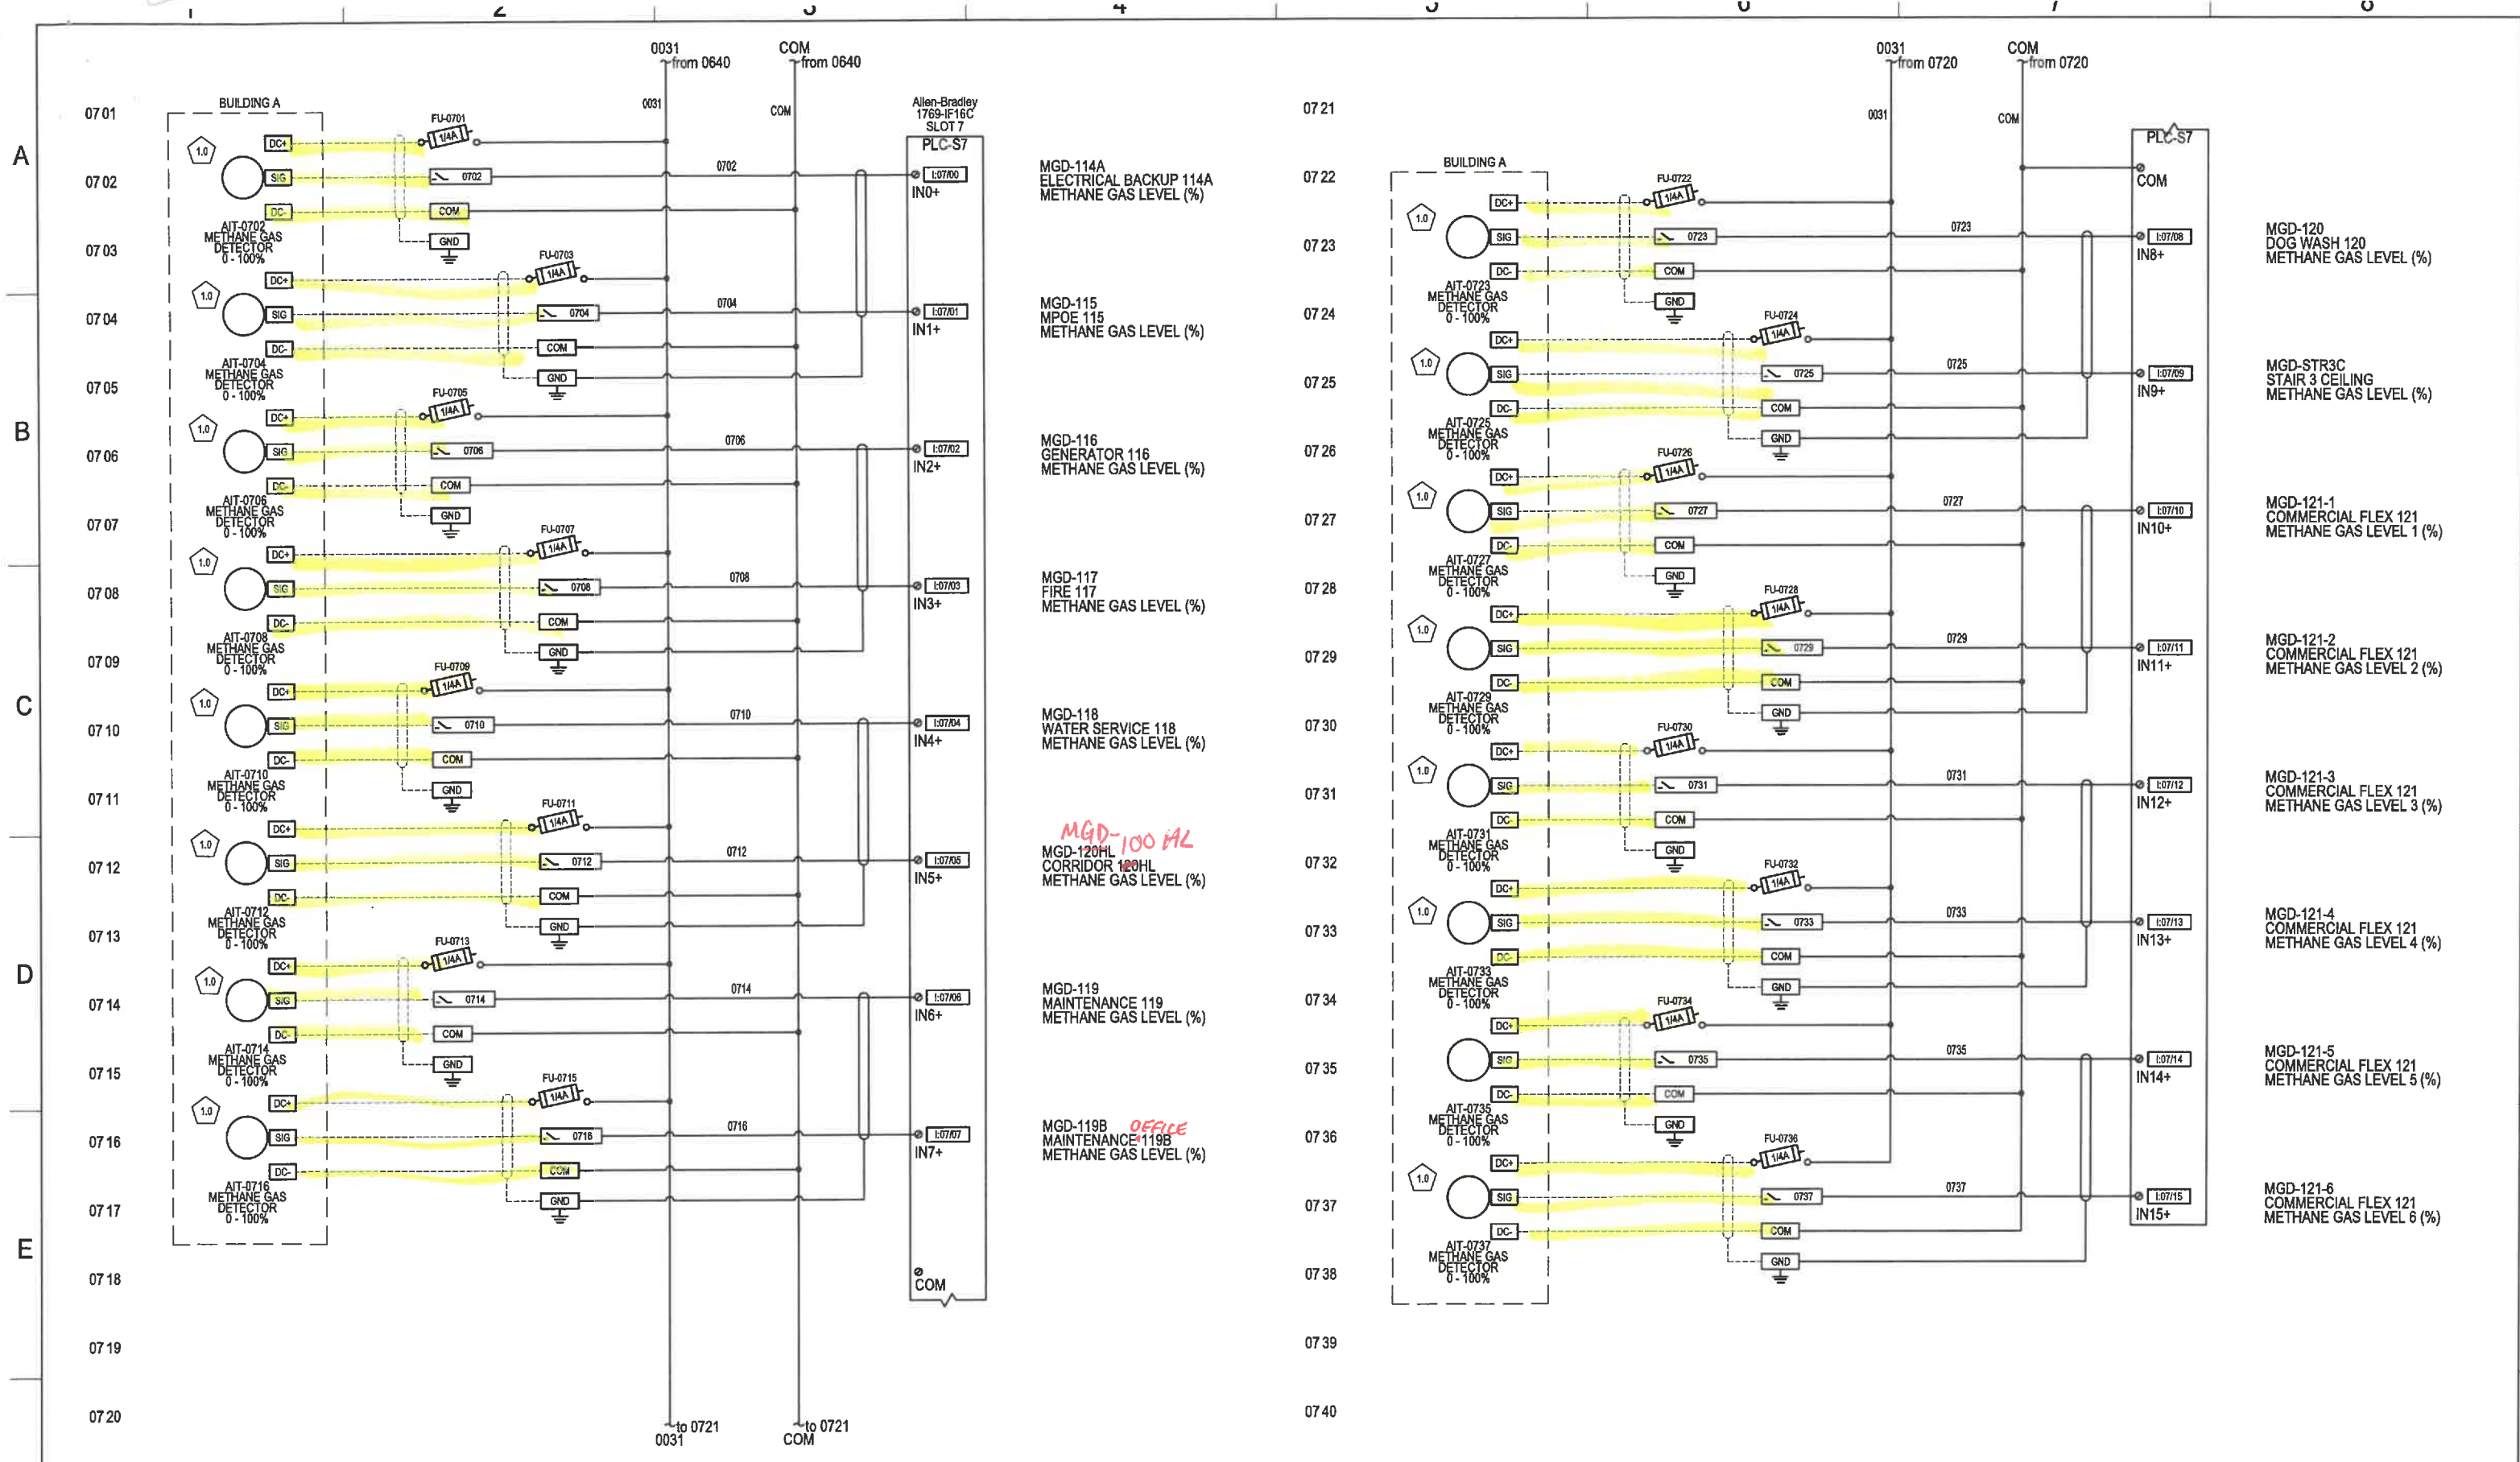 1 2 3 4 5 6 7 8
A
B
C
D
E
0031
from 0640
COM
from 0640
0031
COM
BUILDING A
Allen-Bradley
1769-IF16C
SLOT 7
PLC-S7
0701
1.0
DC+
FU-0701
1/4A
0702
SIG
0702
0702
I:07/00
IN0+
MGD-114A
ELECTRICAL BACKUP 114A
METHANE GAS LEVEL (%)
DC-
COM
AIT-0702
METHANE GAS
DETECTOR
0 - 100%
0703
GND
FU-0703
1/4A
DC+
1.0
0704
SIG
0704
0704
I:07/01
IN1+
MGD-115
MPOE 115
METHANE GAS LEVEL (%)
DC-
COM
AIT-0704
METHANE GAS
DETECTOR
0 - 100%
0705
GND
FU-0705
1/4A
DC+
1.0
0706
SIG
0706
0706
I:07/02
IN2+
MGD-116
GENERATOR 116
METHANE GAS LEVEL (%)
DC-
COM
AIT-0706
METHANE GAS
DETECTOR
0 - 100%
0707
GND
FU-0707
1/4A
DC+
1.0
0708
SIG
0708
0708
I:07/03
IN3+
MGD-117
FIRE 117
METHANE GAS LEVEL (%)
DC-
COM
AIT-0708
METHANE GAS
DETECTOR
0 - 100%
0709
GND
FU-0709
1/4A
DC+
1.0
0710
SIG
0710
0710
I:07/04
IN4+
MGD-118
WATER SERVICE 118
METHANE GAS LEVEL (%)
DC-
COM
AIT-0710
METHANE GAS
DETECTOR
0 - 100%
0711
GND
FU-0711
1/4A
DC+
1.0
0712
SIG
0712
0712
I:07/05
IN5+
MGD-100 HL
MGD-120HL
CORRIDOR 120HL
METHANE GAS LEVEL (%)
DC-
COM
AIT-0712
METHANE GAS
DETECTOR
0 - 100%
0713
GND
FU-0713
1/4A
DC+
1.0
0714
SIG
0714
0714
I:07/06
IN6+
MGD-119
MAINTENANCE 119
METHANE GAS LEVEL (%)
DC-
COM
AIT-0714
METHANE GAS
DETECTOR
0 - 100%
0715
GND
FU-0715
1/4A
DC+
1.0
0716
SIG
0716
0716
I:07/07
IN7+
MGD-119B OFFICE
MAINTENANCE 119B
METHANE GAS LEVEL (%)
DC-
COM
AIT-0716
METHANE GAS
DETECTOR
0 - 100%
0717
GND
0718
COM
0719
0720
to 0721
0031
to 0721
COM
0031
from 0720
COM
from 0720
0721
0031
COM
PLC-S7
COM
BUILDING A
0722
1.0
DC+
FU-0722
1/4A
0723
SIG
0723
0723
I:07/08
IN8+
MGD-120
DOG WASH 120
METHANE GAS LEVEL (%)
DC-
COM
AIT-0723
METHANE GAS
DETECTOR
0 - 100%
0724
GND
FU-0724
1/4A
DC+
1.0
0725
SIG
0725
0725
I:07/09
IN9+
MGD-STR3C
STAIR 3 CEILING
METHANE GAS LEVEL (%)
DC-
COM
AIT-0725
METHANE GAS
DETECTOR
0 - 100%
0726
GND
FU-0726
1/4A
DC+
1.0
0727
SIG
0727
0727
I:07/10
IN10+
MGD-121-1
COMMERCIAL FLEX 121
METHANE GAS LEVEL 1 (%)
DC-
COM
AIT-0727
METHANE GAS
DETECTOR
0 - 100%
0728
GND
FU-0728
1/4A
DC+
1.0
0729
SIG
0729
0729
I:07/11
IN11+
MGD-121-2
COMMERCIAL FLEX 121
METHANE GAS LEVEL 2 (%)
DC-
COM
AIT-0729
METHANE GAS
DETECTOR
0 - 100%
0730
GND
FU-0730
1/4A
DC+
1.0
0731
SIG
0731
0731
I:07/12
IN12+
MGD-121-3
COMMERCIAL FLEX 121
METHANE GAS LEVEL 3 (%)
DC-
COM
AIT-0731
METHANE GAS
DETECTOR
0 - 100%
0732
GND
FU-0732
1/4A
DC+
1.0
0733
SIG
0733
0733
I:07/13
IN13+
MGD-121-4
COMMERCIAL FLEX 121
METHANE GAS LEVEL 4 (%)
DC-
COM
AIT-0733
METHANE GAS
DETECTOR
0 - 100%
0734
GND
FU-0734
1/4A
DC+
0735
SIG
0735
0735
I:07/14
IN14+
MGD-121-5
COMMERCIAL FLEX 121
METHANE GAS LEVEL 5 (%)
DC-
COM
AIT-0735
METHANE GAS
DETECTOR
0 - 100%
0736
GND
FU-0736
1/4A
DC+
1.0
0737
SIG
0737
0737
I:07/15
IN15+
MGD-121-6
COMMERCIAL FLEX 121
METHANE GAS LEVEL 6 (%)
DC-
COM
AIT-0737
METHANE GAS
DETECTOR
0 - 100%
0738
GND
0739
0740